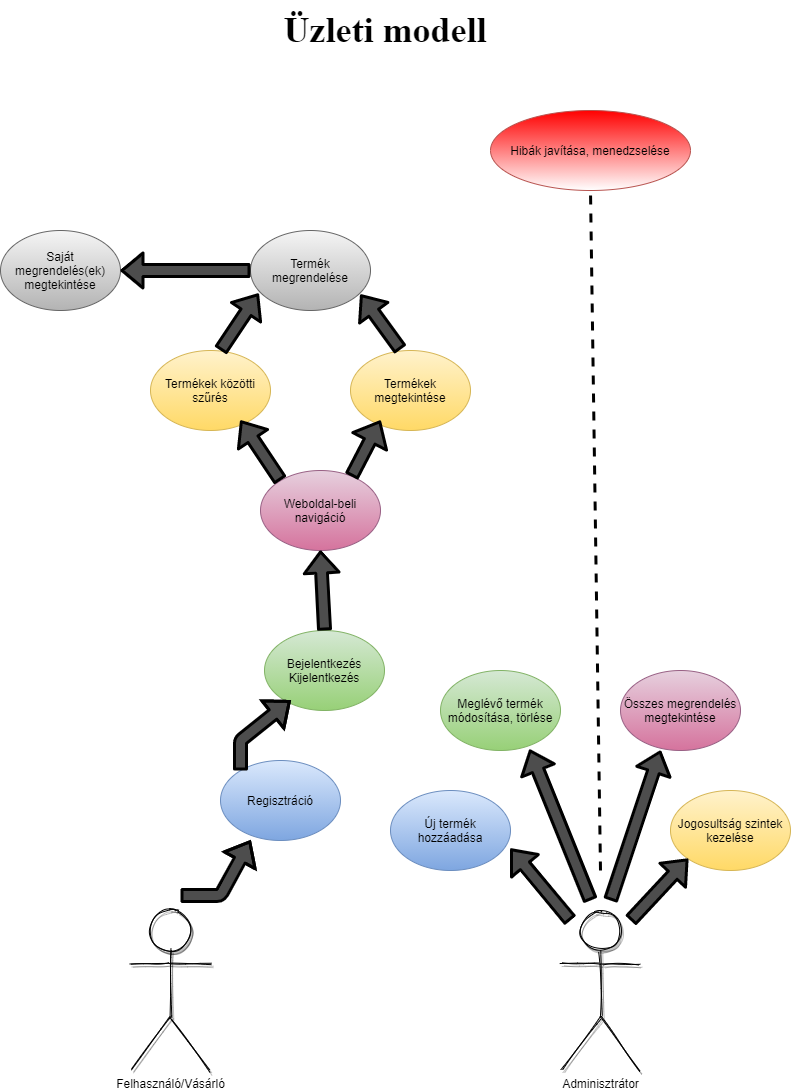 Üzleti modell
Hibák javítása, menedzselése
Saját
megrendelés(ek)
megtekintése
Termék
megrendelése
Termékek közötti
szűrés
Termékek
megtekintése
Weboldal-beli
navigáció
Bejelentkezés
Kijelentkezés
Meglévő termék
módosítása, törlése
Összes megrendelés
megtekintése
Regisztráció
Új termék
hozzáadása
Jogosultság szintek
kezelése
Felhasználó/Vásárló
Adminisztrátor